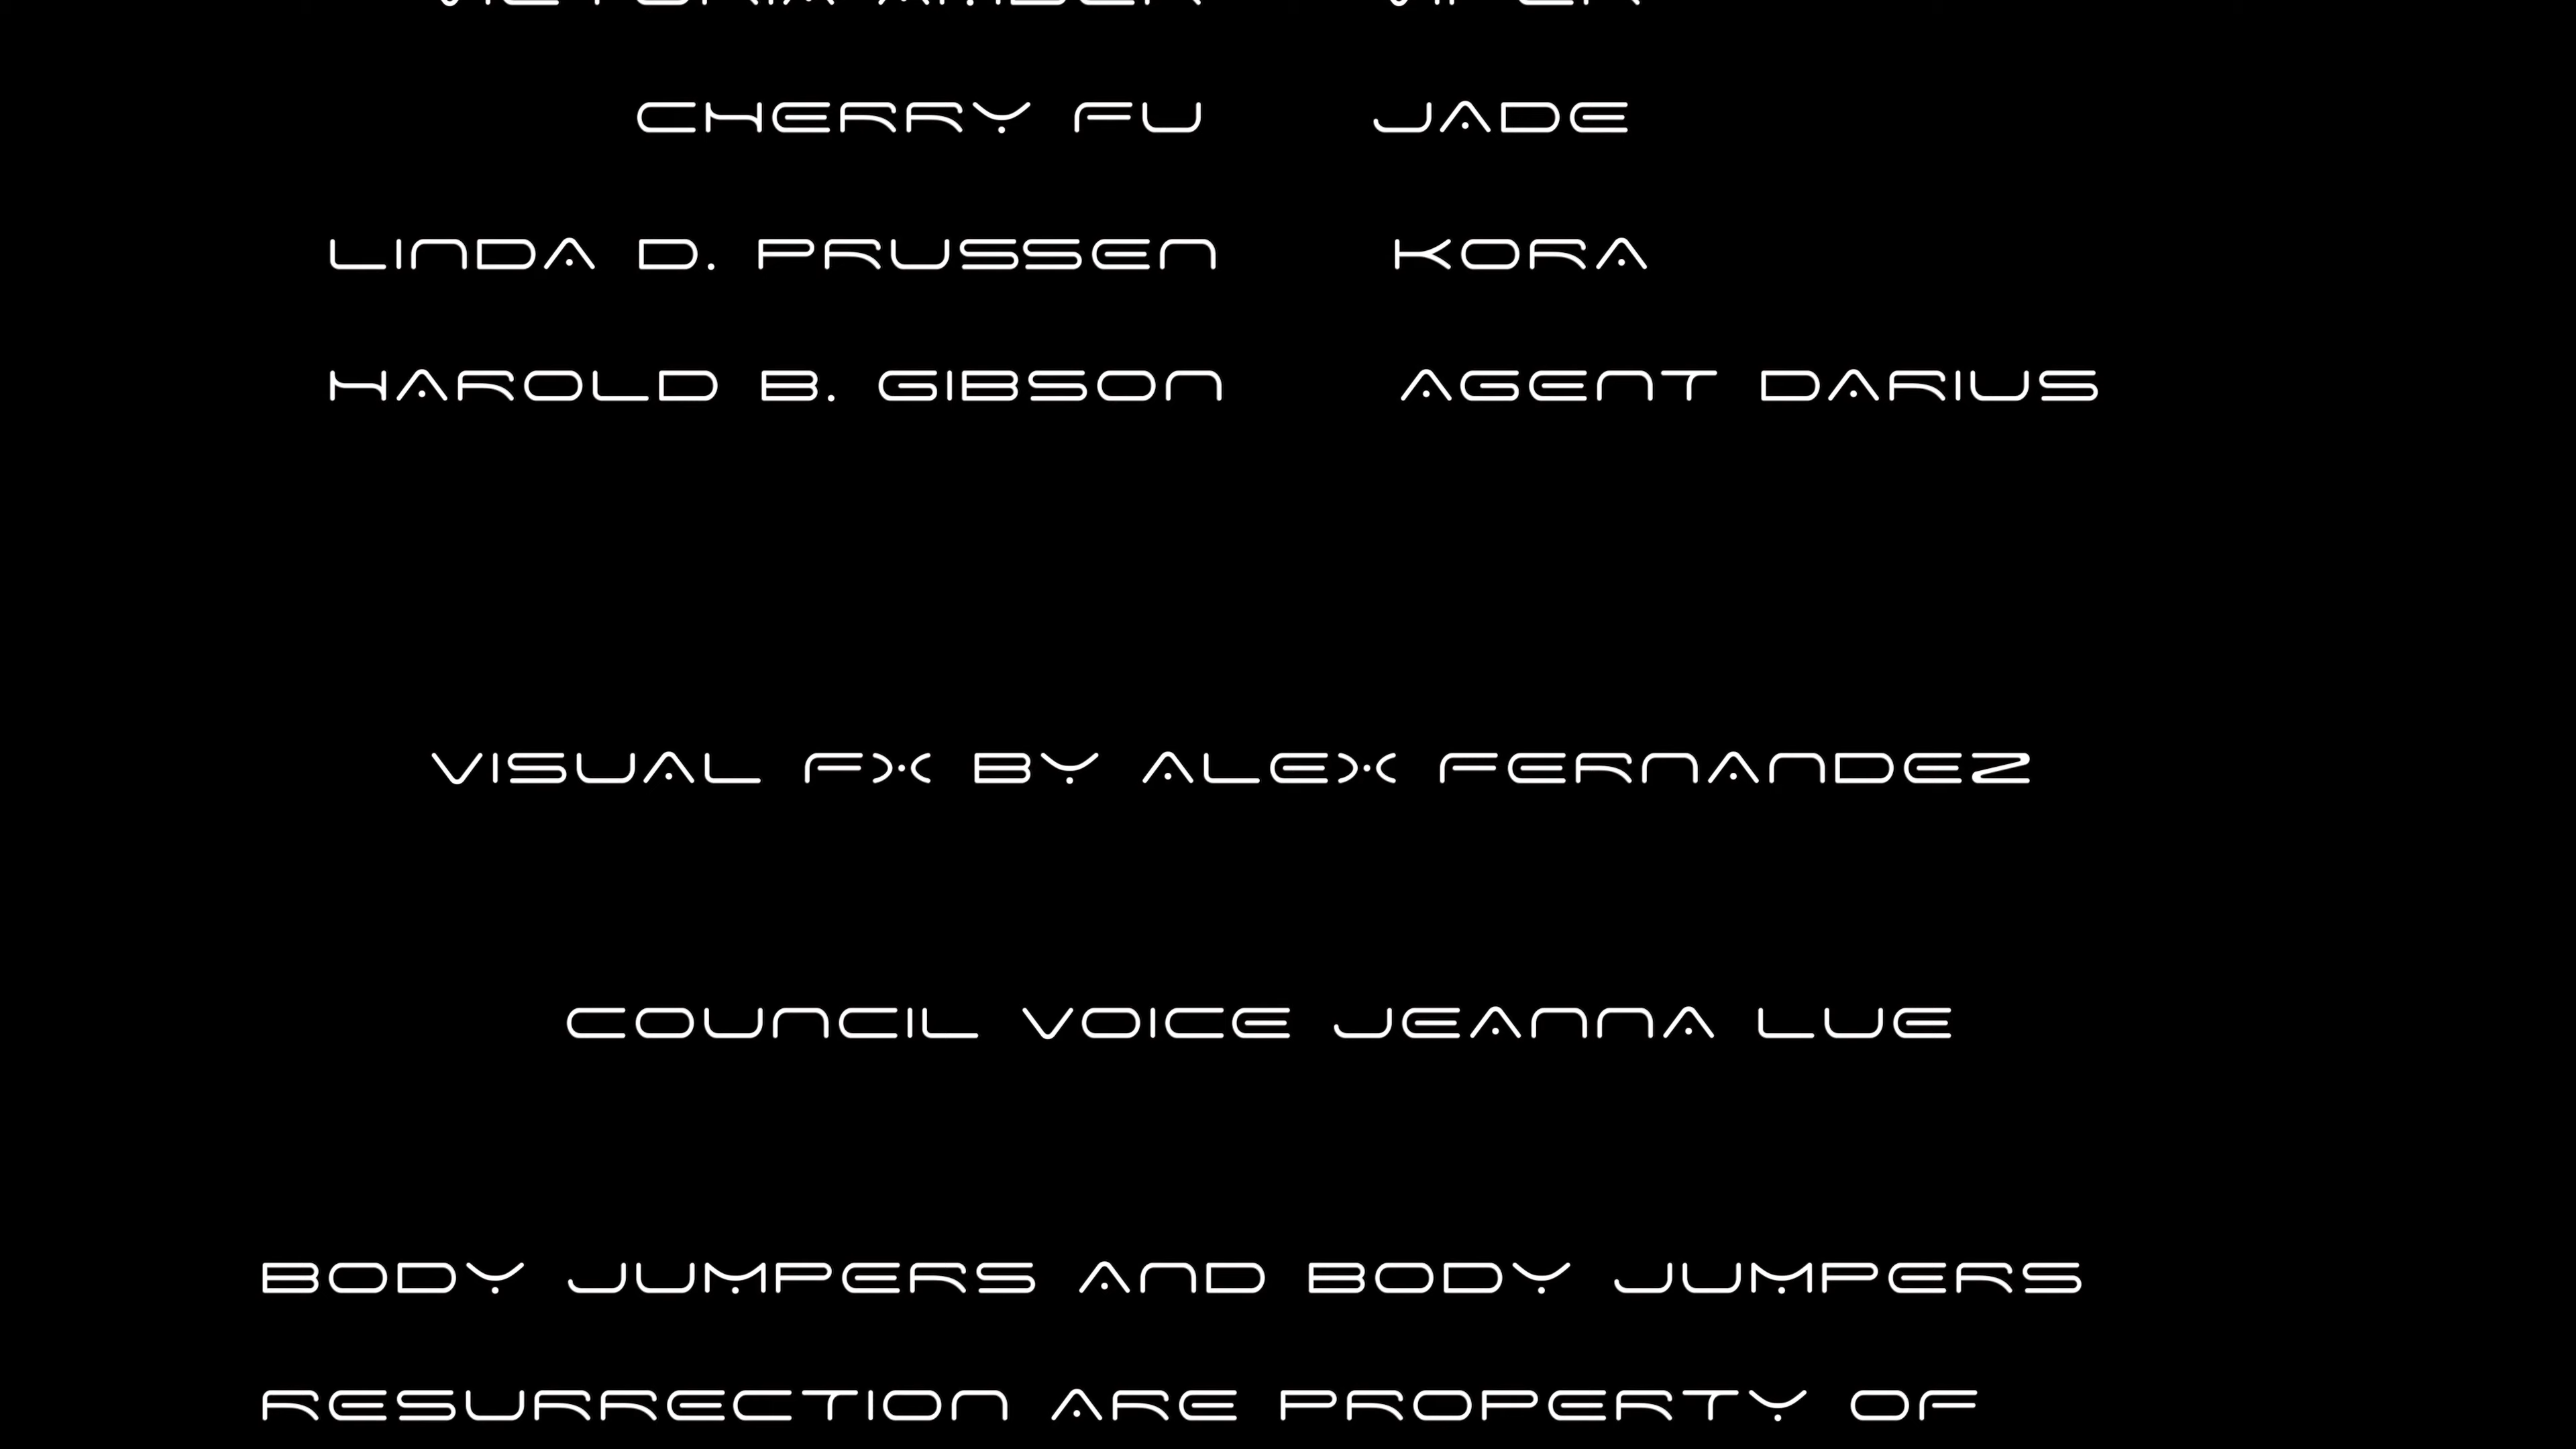 CHERRY FU JADE
LINDA D. PRUSSEN KORA
HAROLD B. GIBSON AGENT DARIUS
VISUAL FX BY ALEX FERNANDEZ
COUNCIL VOICE JEANNA LUE
BODY JUMPERS AND BODY JUMPERS
RESURRECTION ARE PROPERTY OF